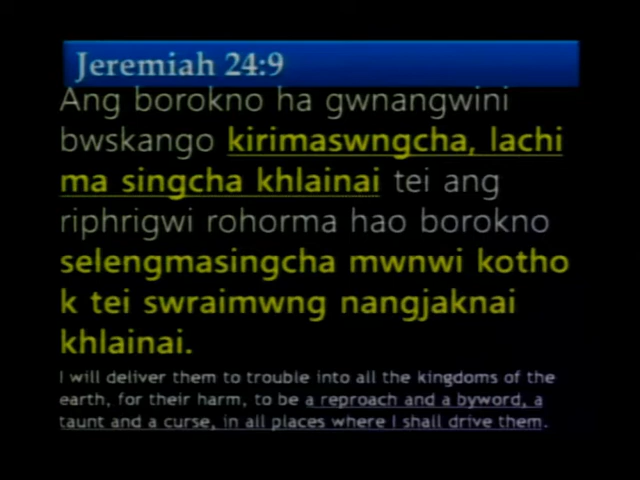 Jeremiah 24:9
Ang borokno ha gwnangwini
bwskango kirimaswngcha, lachi
ma singcha khlainai tei ang
riphrigwi rohorma hao borokno
selengmasingcha mwnwi kotho
k tei swraimwng nangjaknai
khlainai.
I will deliver them to trouble into all the kingdoms of the
earth, for their harm, to be a reproach and a byword, a
taunt and a curse, in all places where I shall drive them.